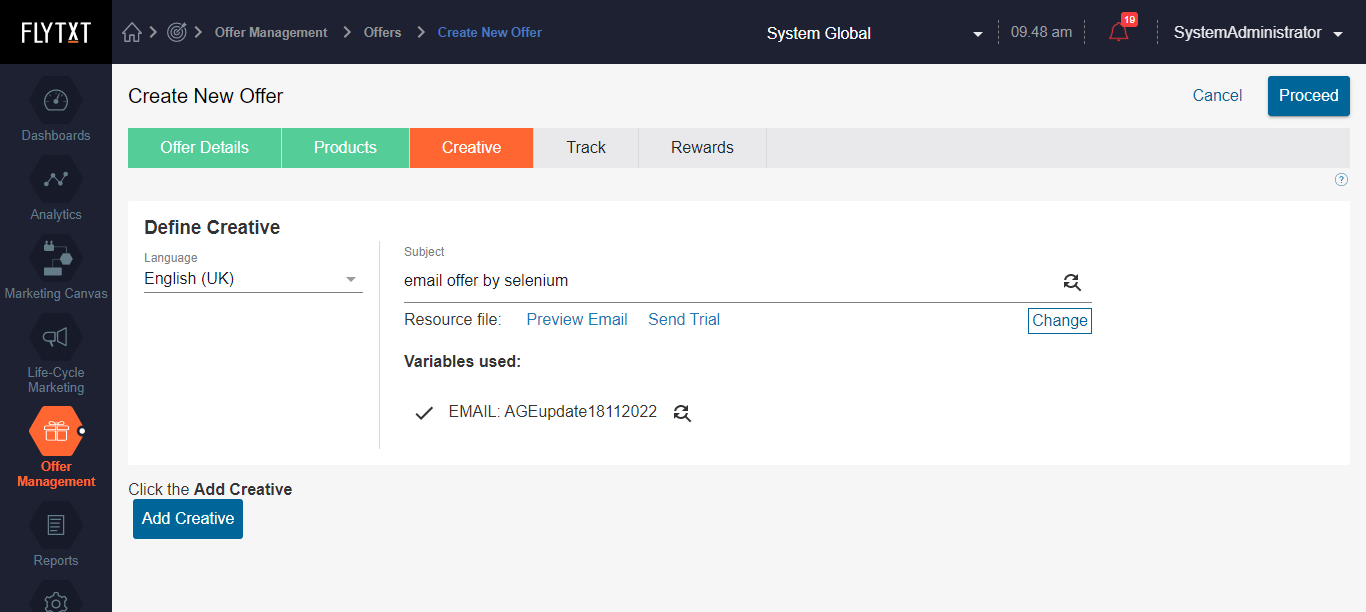 FLYTXT
Offer Management
Offers
Create New Offer
System Global
09.48 am
19
SystemAdministrator
Dashboards
Analytics
Marketing Canvas
Life-Cycle
Marketing
Offer
Management
Reports
Create New Offer
Cancel
Proceed
Offer Details
Products
Creative
Track
Rewards
?
Define Creative
Language
English (UK)
Subject
email offer by selenium
Resource file: Preview Email Send Trial
Change
Variables used:
EMAIL: AGEupdate18112022
Click the Add Creative
Add Creative